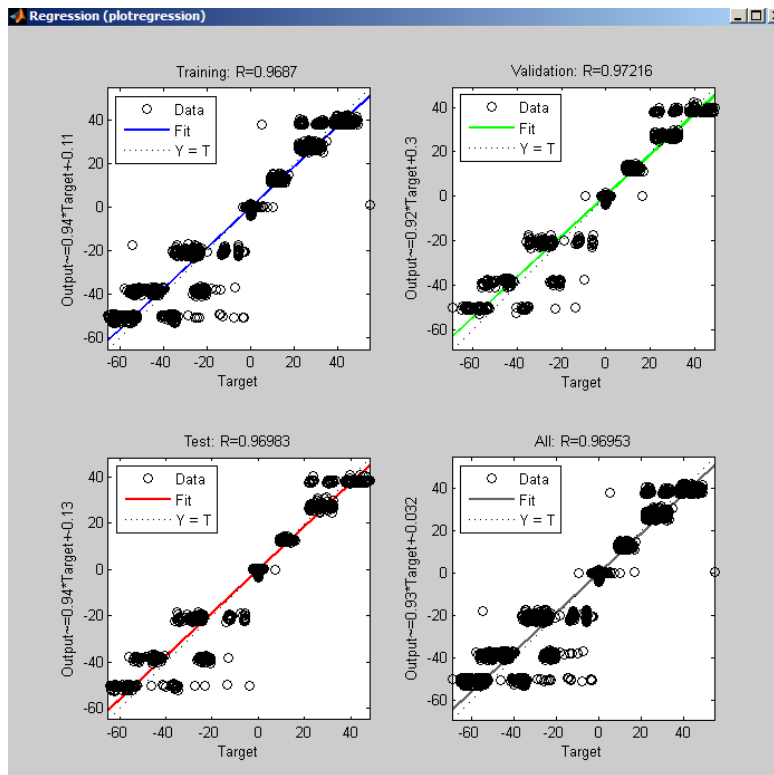 Regression (plotregression)
Training: R=0.9687
Data
Fit
Y = T
Output~=0.94*Target+0.11
40
20
0
-20
-40
-60
-60 -40 -20 0 20 40
Target
Validation: R=0.97216
Data
Fit
Y = T
Output~=0.92*Target+0.3
40
20
0
-20
-40
-60
-60 -40 -20 0 20 40
Target
Test: R=0.96983
Data
Fit
Y = T
Output~=0.94*Target+-0.13
40
20
0
-20
-40
-60
-60 -40 -20 0 20 40
Target
All: R=0.96953
Data
Fit
Y = T
Output~=0.93*Target+-0.032
40
20
0
-20
-40
-60
-60 -40 -20 0 20 40
Target